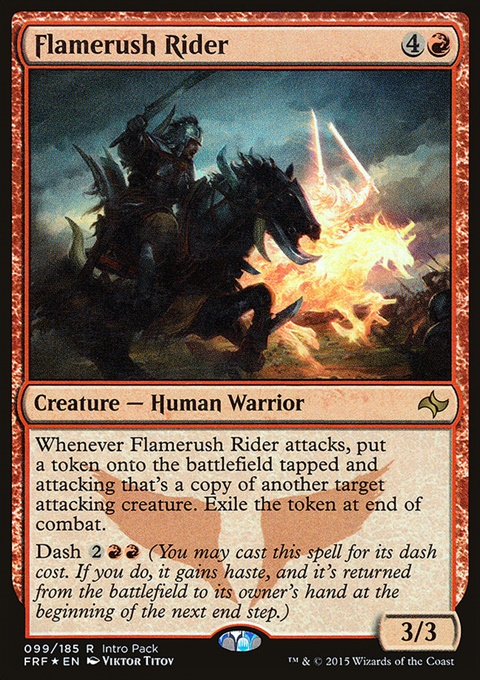 Flamerush Rider 4
Creature — Human Warrior
Whenever Flamerush Rider attacks, put
a token onto the battlefield tapped and
attacking that's a copy of another target
attacking creature. Exile the token at end of
combat.
Dash 2 (You may cast this spell for its dash
cost. If you do, it gains haste, and it's returned
from the battlefield to its owner's hand at the
beginning of the next end step.)
3/3
099/185 R Intro Pack
FRF ★ EN Viktor Titov
™ & © 2015 Wizards of the Coast